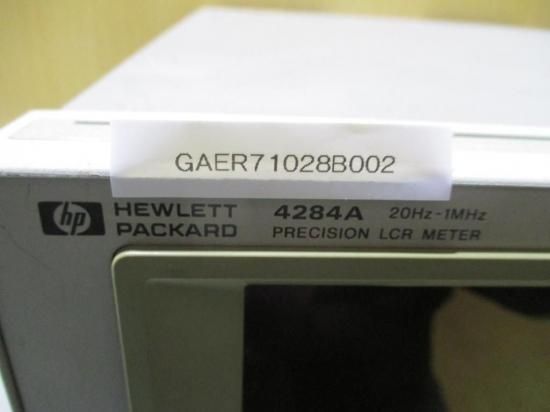 GAER71028B002
hp HEWLETT PACKARD 4284A 20Hz-1MHz
PRECISION LCR METER